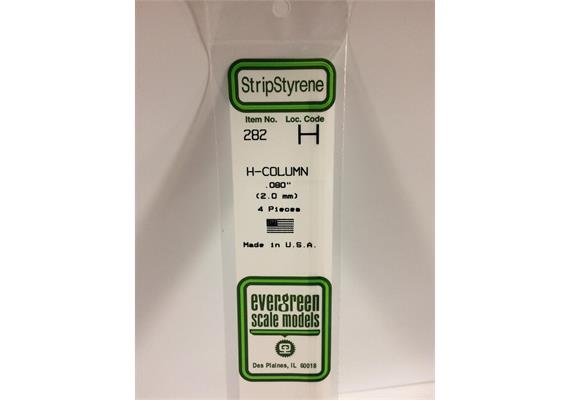 StripStyrene
Item No. Loc. Code
282 H
H-COLUMN
.080"
(2.0 mm)
4 Pieces
Made in U.S.A.
evergreen
scale models
Des Plaines, IL 60018